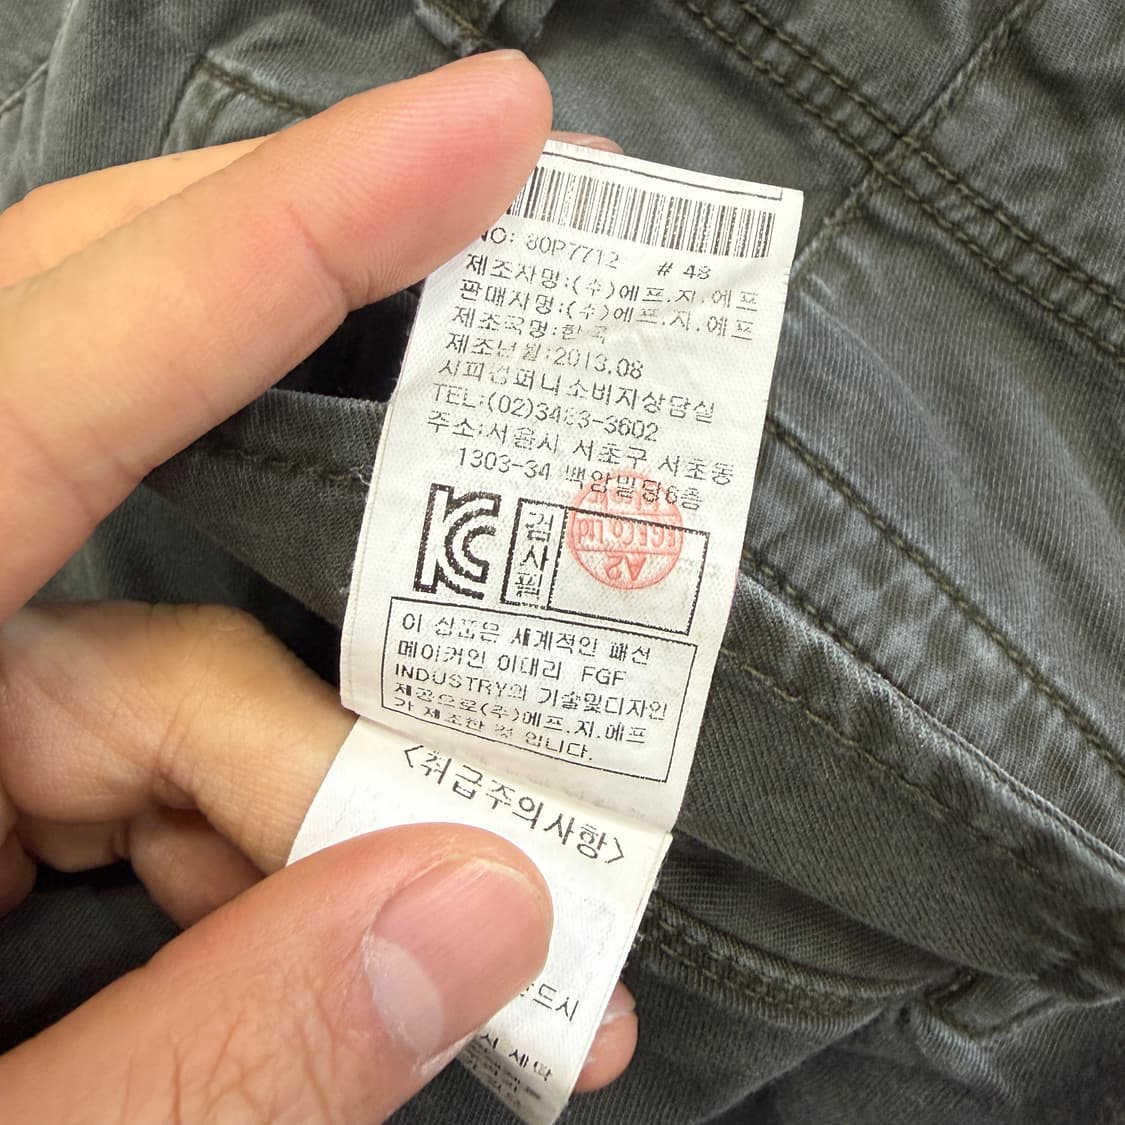 NO: 80P7712 # 48
제조자명:(주)에프.지.에프
판매자명:(주)에프.지.에프
제조국명:한국
제조년월:2013.08
시피컴퍼니소비자상담실
TEL:(02)3483-3602
주소:서울시 서초구 서초동
1303-34 백암빌딩6층
KC
검사필
이 상품은 세계적인 패션
메이커인 이태리 FGF
INDUSTRY의 기술및디자인
제공으로(주)에프.지.에프
가 제조한 것 입니다.
<취급주의사항>
드시